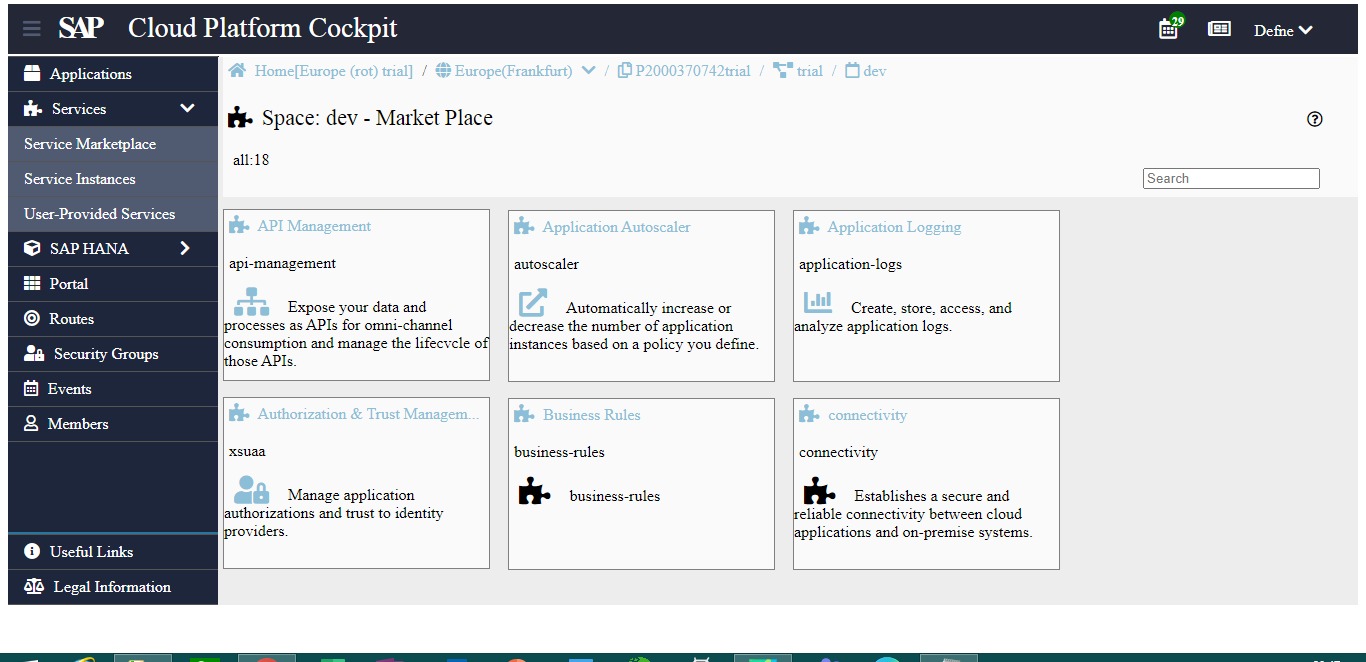 SAP Cloud Platform Cockpit
29
Defne
Applications
Services
Service Marketplace
Service Instances
User-Provided Services
SAP HANA
Portal
Routes
Security Groups
Events
Members
Useful Links
Legal Information
Home[Europe (rot) trial] / Europe(Frankfurt) / P2000370742trial / trial / dev
Space: dev - Market Place
all:18
Search
API Management
api-management
Expose your data and
processes as APIs for omni-channel
consumption and manage the lifecycle of
those APIs.
Application Autoscaler
autoscaler
Automatically increase or
decrease the number of application
instances based on a policy you define.
Application Logging
application-logs
Create, store, access, and
analyze application logs.
Authorization & Trust Managem...
xsuaa
Manage application
authorizations and trust to identity
providers.
Business Rules
business-rules
business-rules
connectivity
connectivity
Establishes a secure and
reliable connectivity between cloud
applications and on-premise systems.